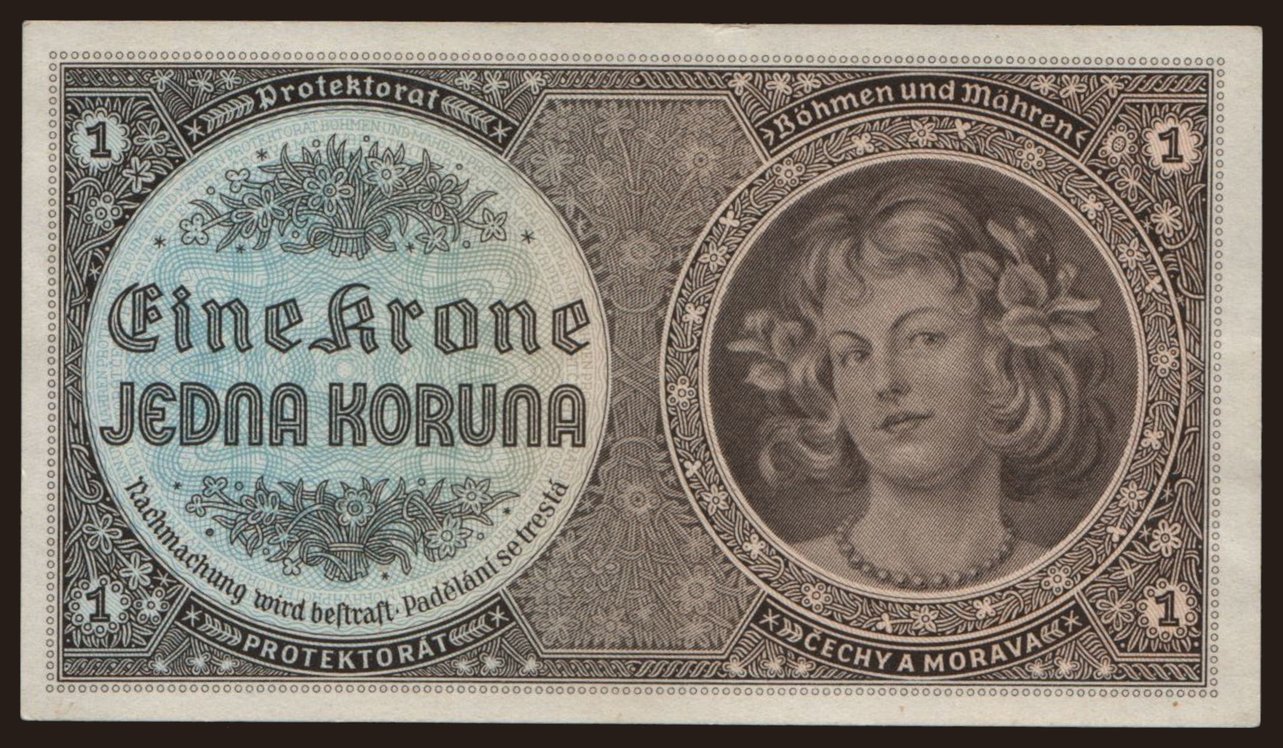 Protektorat
Böhmen und Mähren
1
1
Eine Krone
JEDNA KORUNA
Nachmachung wird bestraft · Padělání se trestá
1
1
PROTEKTORÁT
ČECHY A MORAVA